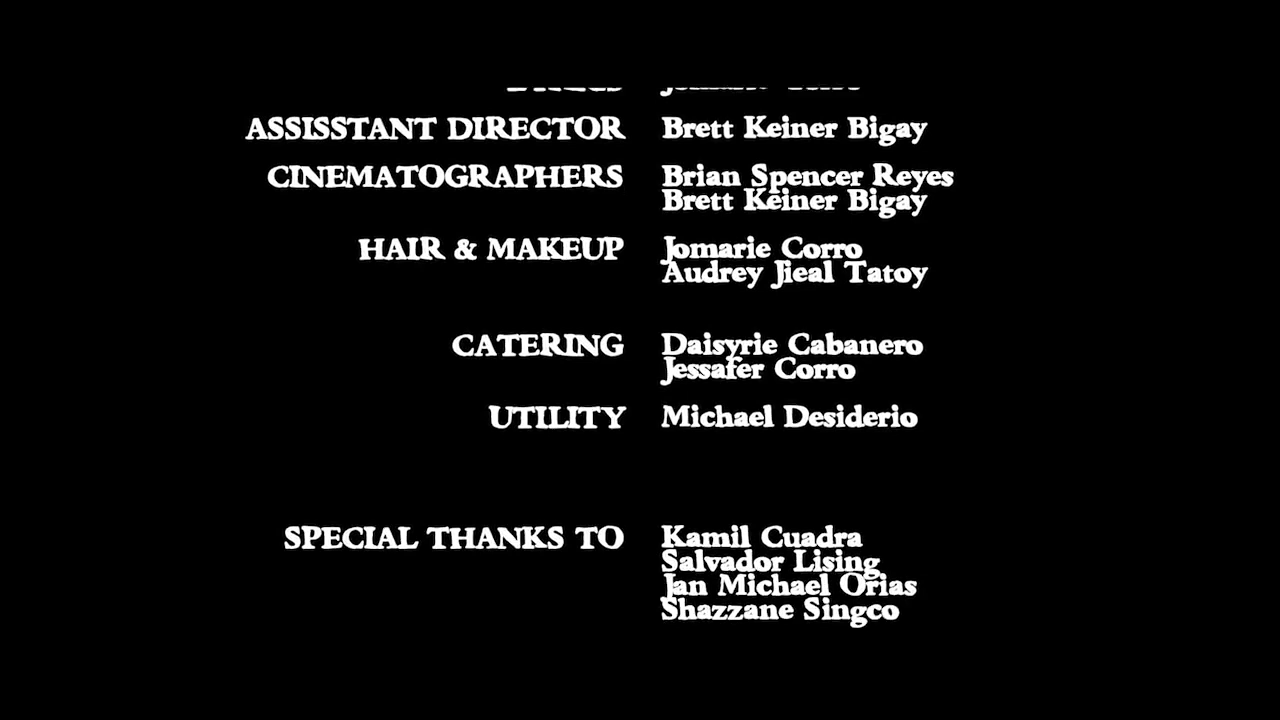 ASSISSTANT DIRECTOR Brett Keiner Bigay
CINEMATOGRAPHERS Brian Spencer Reyes
Brett Keiner Bigay
HAIR & MAKEUP Jomarie Corro
Audrey Jieal Tatoy
CATERING Daisyrie Cabanero
Jessafer Corro
UTILITY Michael Desiderio
SPECIAL THANKS TO Kamil Cuadra
Salvador Lising
Jan Michael Orias
Shazzane Singco